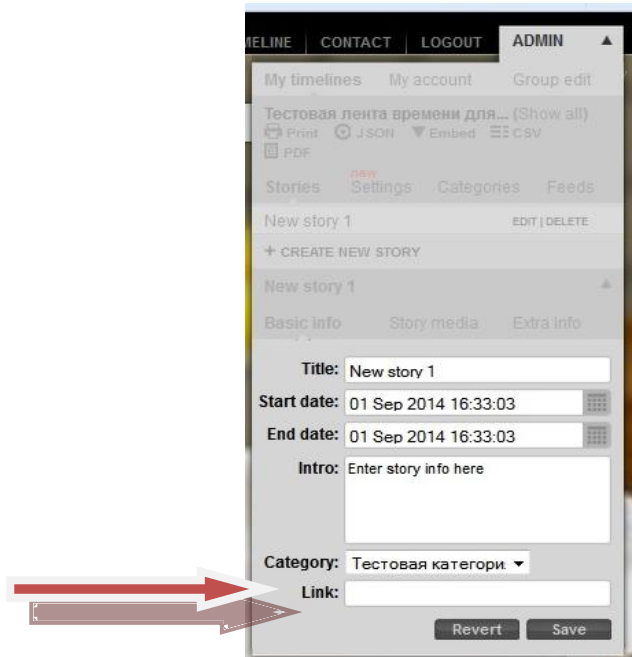 MELINE CONTACT LOGOUT ADMIN ▲
My timelines My account Group edit
Тестовая лента времени для... (Show all)
Print JSON ▼ Embed CSV
PDF
new
Stories Settings Categories Feeds
New story 1 EDIT | DELETE
+ CREATE NEW STORY
New story 1 ▲
Basic info Story media Extra info
Title: New story 1
Start date: 01 Sep 2014 16:33:03
End date: 01 Sep 2014 16:33:03
Intro: Enter story info here
Category: Тестовая категори ▼
Link:
Revert Save